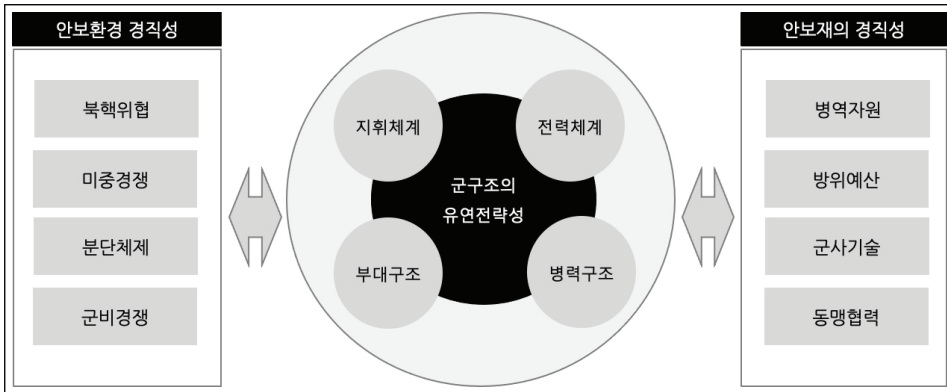 안보환경 경직성
북핵위협
미중경쟁
분단체제
군비경쟁
지휘체계
전력체계
군구조의
유연전략성
부대구조
병력구조
안보재의 경직성
병역자원
방위예산
군사기술
동맹협력